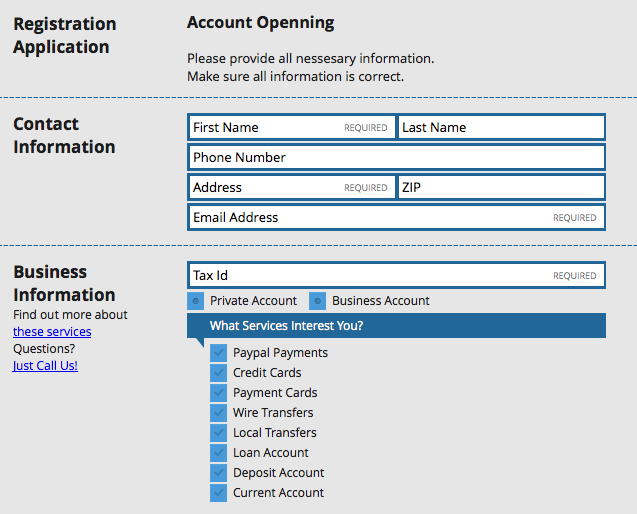 Registration
Application
Account Openning
Please provide all nessesary information.
Make sure all information is correct.
Contact
Information
First Name REQUIRED Last Name
Phone Number
Address REQUIRED ZIP
Email Address REQUIRED
Business
Information
Find out more about
these services
Questions?
Just Call Us!
Tax Id REQUIRED
Private Account Business Account
What Services Interest You?
Paypal Payments
Credit Cards
Payment Cards
Wire Transfers
Local Transfers
Loan Account
Deposit Account
Current Account